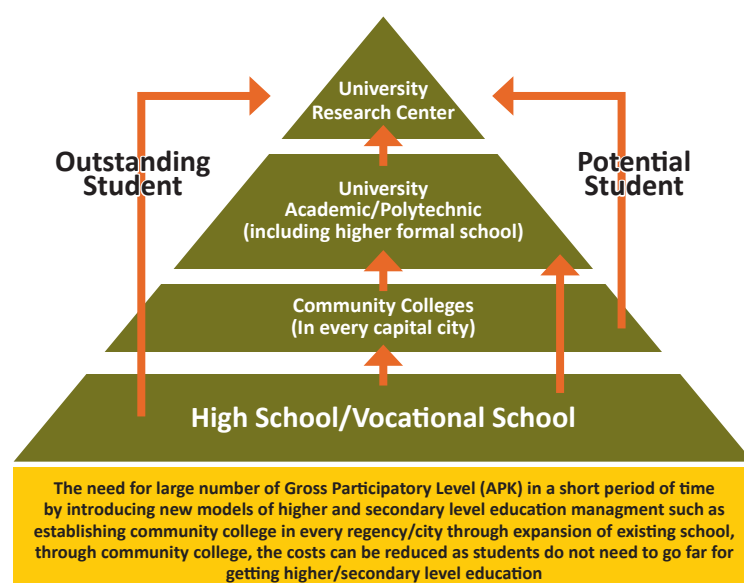 University
Research Center
Outstanding
Student
Potential
Student
University
Academic/Polytechnic
(including higher formal school)
Community Colleges
(In every capital city)
High School/Vocational School
The need for large number of Gross Participatory Level (APK) in a short period of time
by introducing new models of higher and secondary level education managment such as
establishing community college in every regency/city through expansion of existing school,
through community college, the costs can be reduced as students do not need to go far for
getting higher/secondary level education